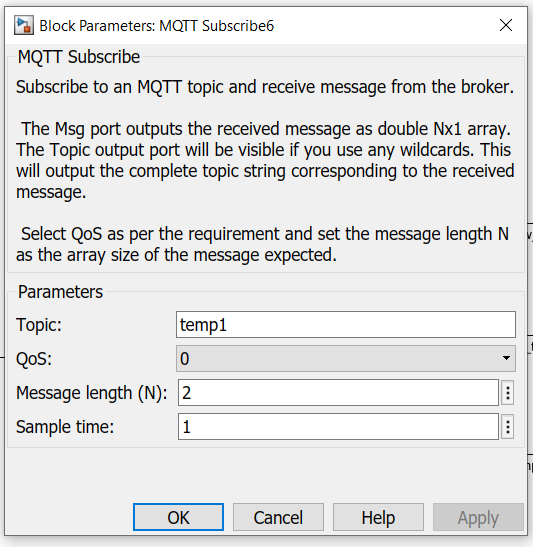 Block Parameters: MQTT Subscribe6
MQTT Subscribe
Subscribe to an MQTT topic and receive message from the broker.
The Msg port outputs the received message as double Nx1 array.
The Topic output port will be visible if you use any wildcards. This
will output the complete topic string corresponding to the received
message.
Select QoS as per the requirement and set the message length N
as the array size of the message expected.
Parameters
Topic: temp1
QoS: 0
Message length (N): 2
Sample time: 1
OK Cancel Help Apply